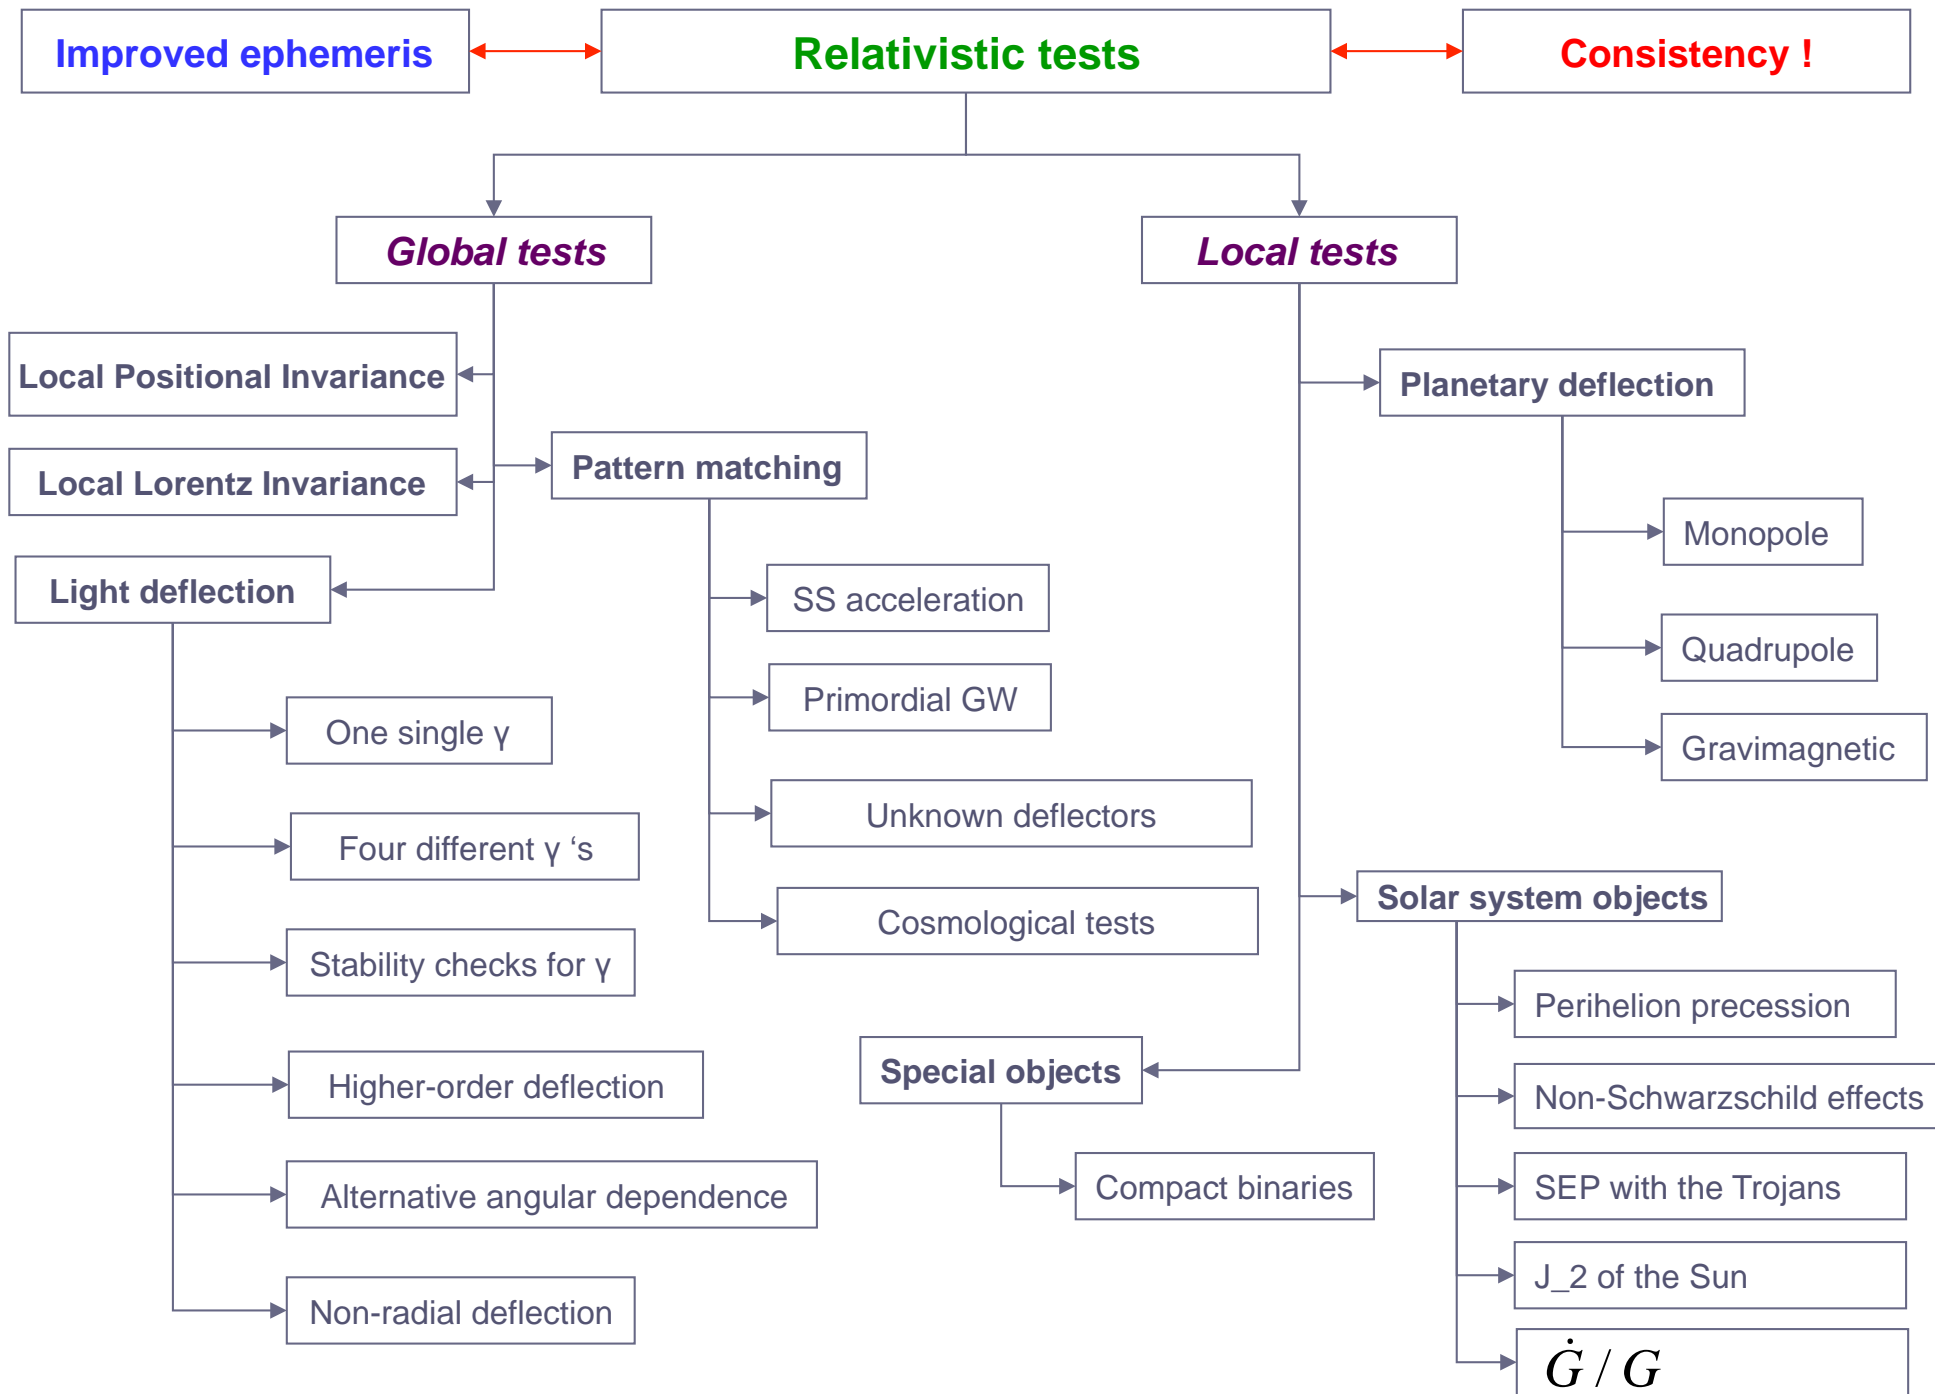 Improved ephemeris
Relativistic tests
Consistency !
Global tests
Local tests
Local Positional Invariance
Local Lorentz Invariance
Pattern matching
Light deflection
SS acceleration
Primordial GW
Unknown deflectors
Cosmological tests
One single γ
Four different γ ‘s
Stability checks for γ
Higher-order deflection
Alternative angular dependence
Non-radial deflection
Planetary deflection
Monopole
Quadrupole
Gravimagnetic
Solar system objects
Perihelion precession
Non-Schwarzschild effects
SEP with the Trojans
J_2 of the Sun
Ġ / G
Special objects
Compact binaries